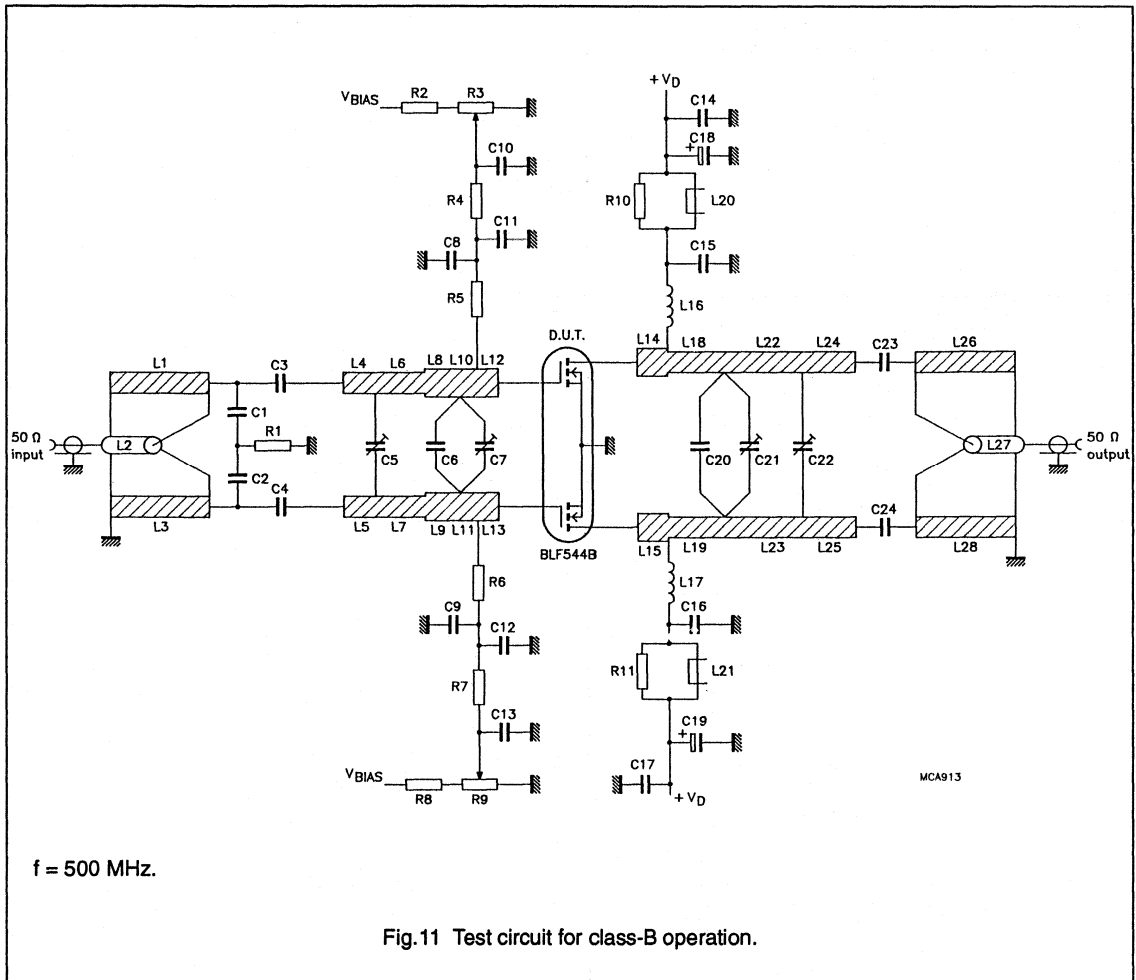 +VD
C14
VBIAS R2 R3
C18
+
C10
R10 L20
R4
C11
C8
C15
R5
L16
D.U.T.
L14 L18 L22 L24 C23 L26
L1 C3 L4 L6 L8 L10 L12
C1
50 Ω
input
L2
R1
C5
C6
C7
C20
C21
C22
L27
50 Ω
output
C2
C4
L3
L5 L7 L9 L11 L13
C24
BLF544B
L15 L19 L23 L25
L28
L17
R6
C9
C16
C12
R11 L21
R7
C13
C19
+
VBIAS
C17
R8 R9
+VD
MCA913
f = 500 MHz.
Fig.11 Test circuit for class-B operation.